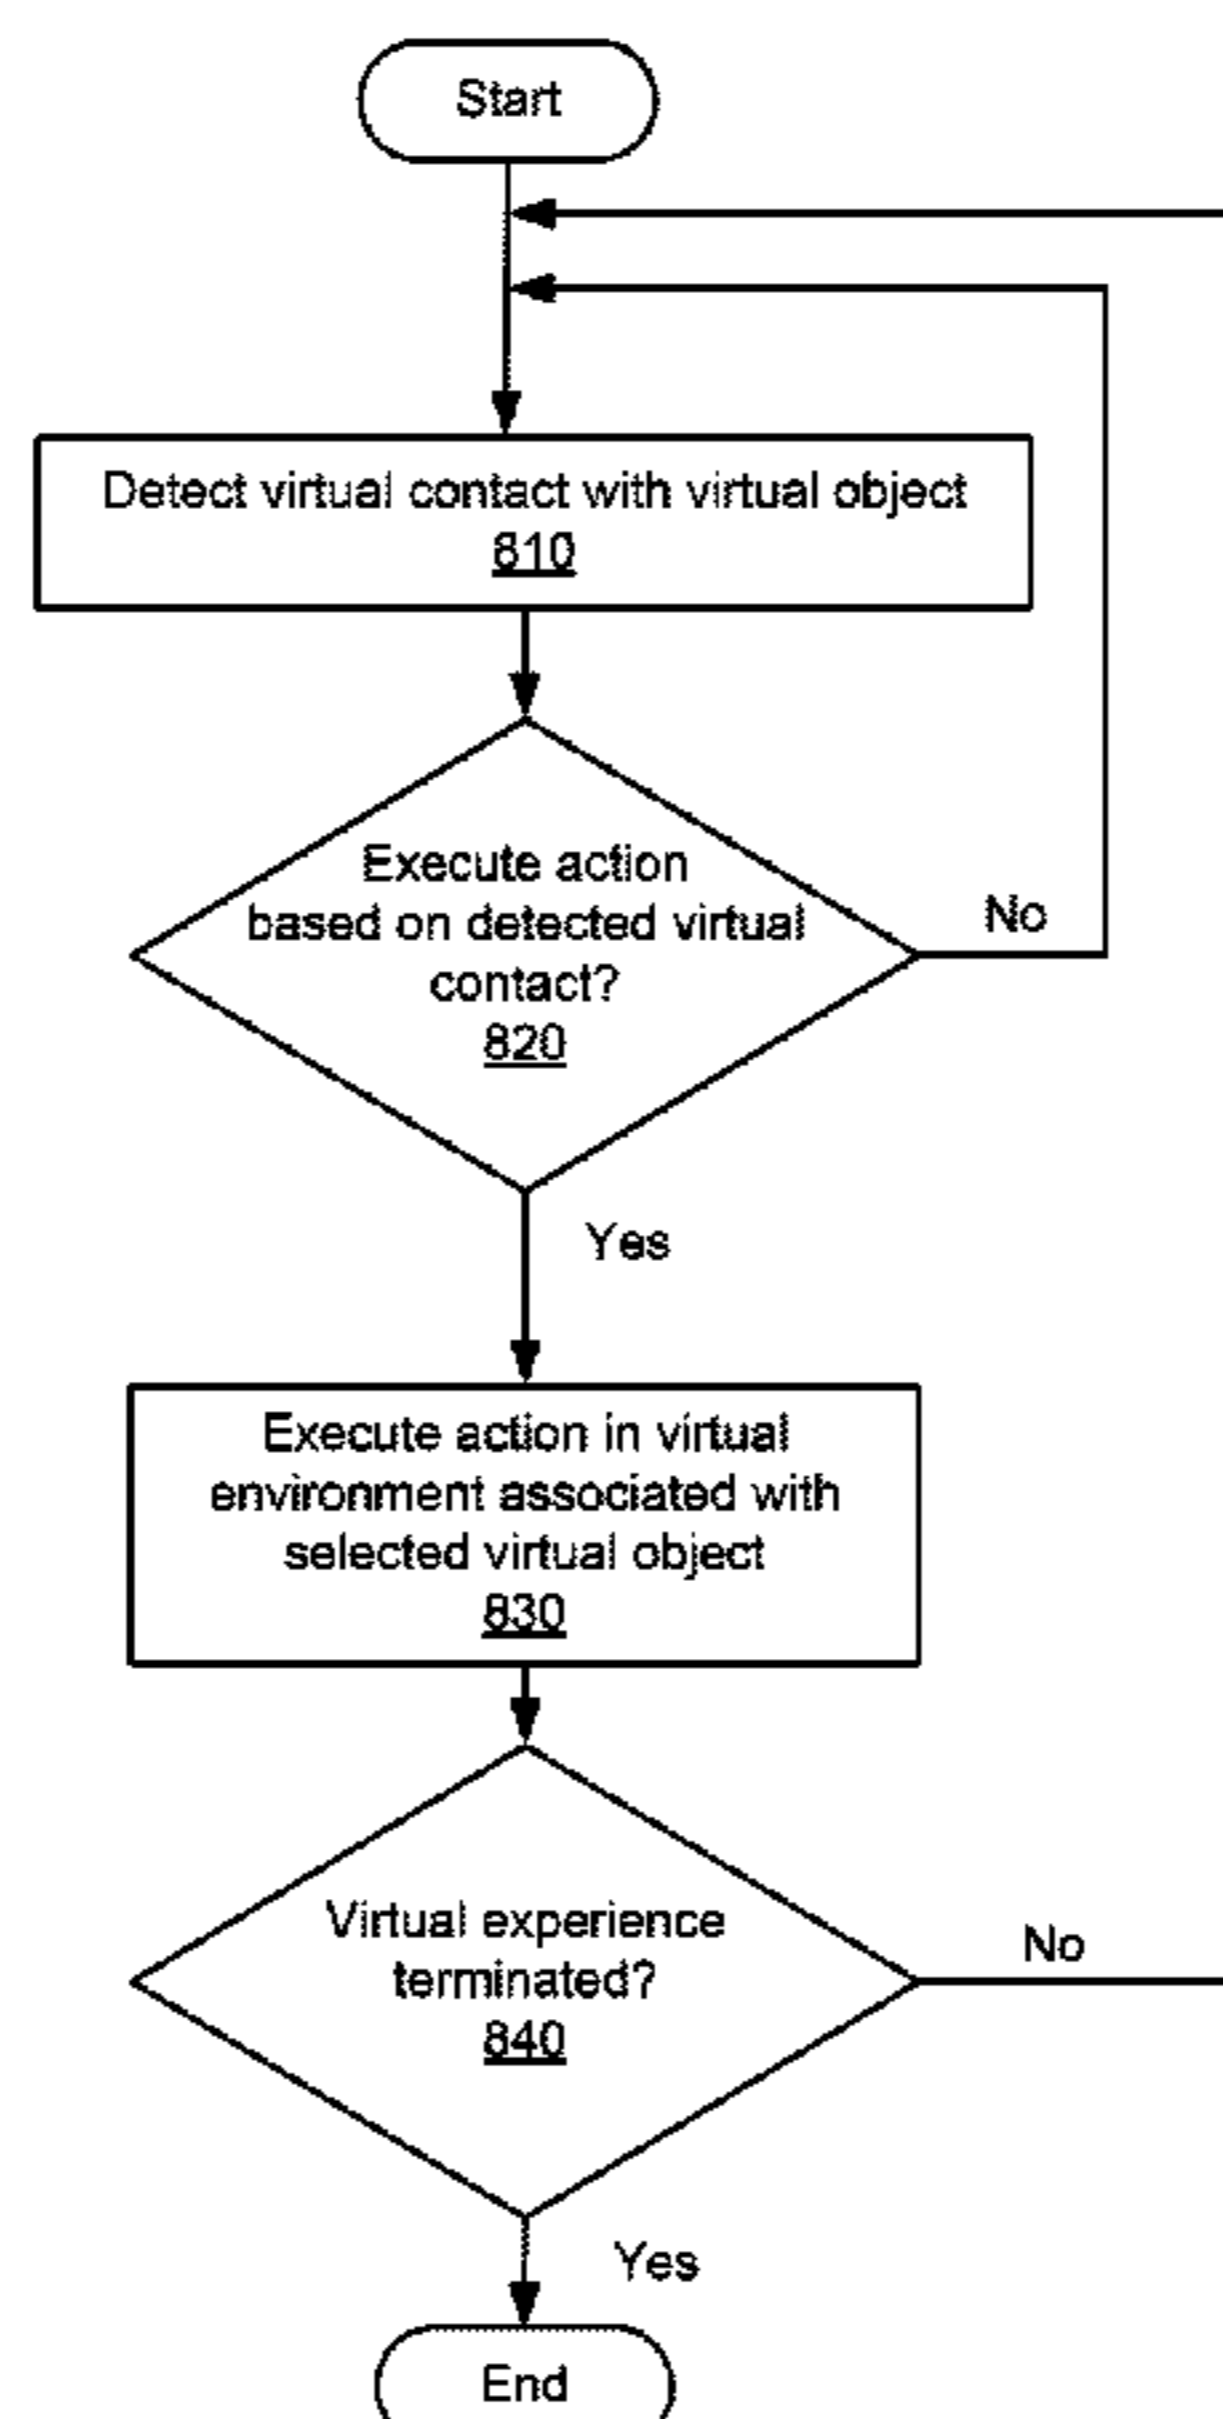 Start
Detect virtual contact with virtual object
810
Execute action
based on detected virtual
contact?
820
No
Yes
Execute action in virtual
environment associated with
selected virtual object
830
Virtual experience
terminated?
840
No
Yes
End